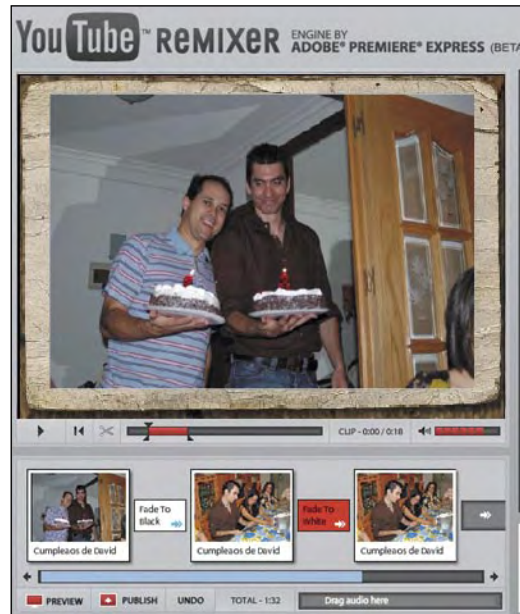 YouTube™ REMIXER ENGINE BY
ADOBE® PREMIERE® EXPRESS (BETA
CLIP - 0:00 / 0:18
Fade To
Black
Fade To
White
Cumpleaos de David
Cumpleaos de David
Cumpleaos de David
PREVIEW PUBLISH UNDO TOTAL - 1:32 Drag audio here